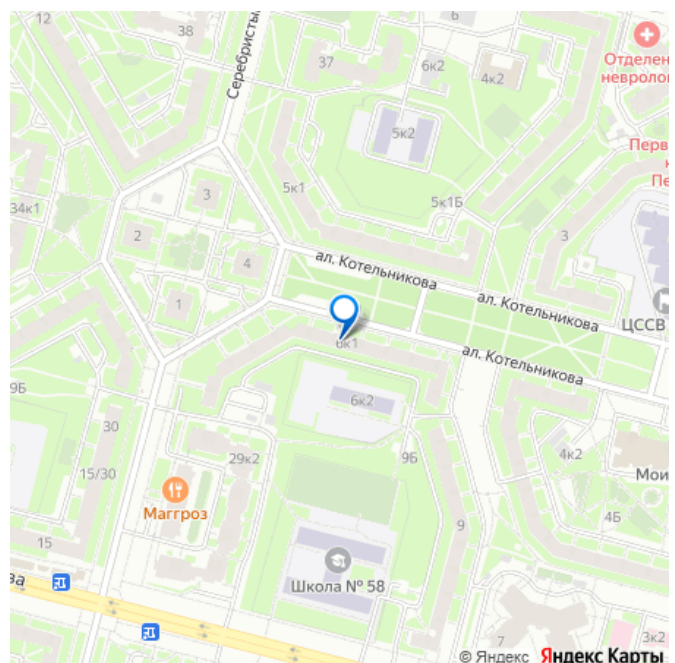 12
38
6
Серебристы
37
6к2
4к2
Отделен
невроло
5к2
Перв
к
Пе
3
5к1
5к1Б
34к1
2
4
3
ал. Котельникова
1
ал. Котельникова
ЦССВ
6к1
ал. Котельникова
9Б
6к2
30
29к2
9Б
4к2
15/30
Мои
Маггроз
9
4Б
15
Школа № 58
ва
7
3к2
© Яндекс Яндекс Карты